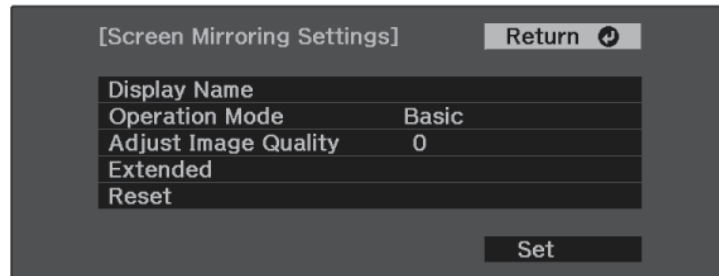 [Screen Mirroring Settings] Return
Display Name
Operation Mode Basic
Adjust Image Quality 0
Extended
Reset
Set